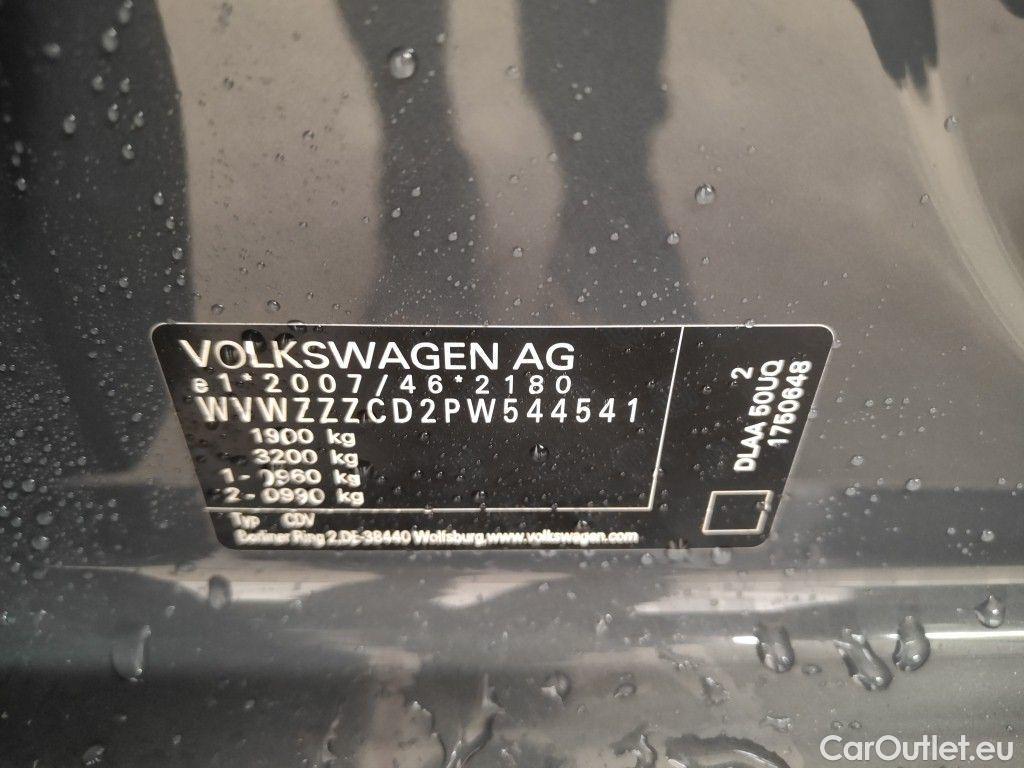 VOLKSWAGEN AG
e1*2007/46*2180
WVWZZZCD2PW544541
1900 kg
3200 kg
1-0960 kg
2-0990 kg
Typ CDV
Berliner Ring 2,DE-38440 Wolfsburg,www.volkswagen.com
2
DLAA 50UQ
1750648
CarOutlet.eu